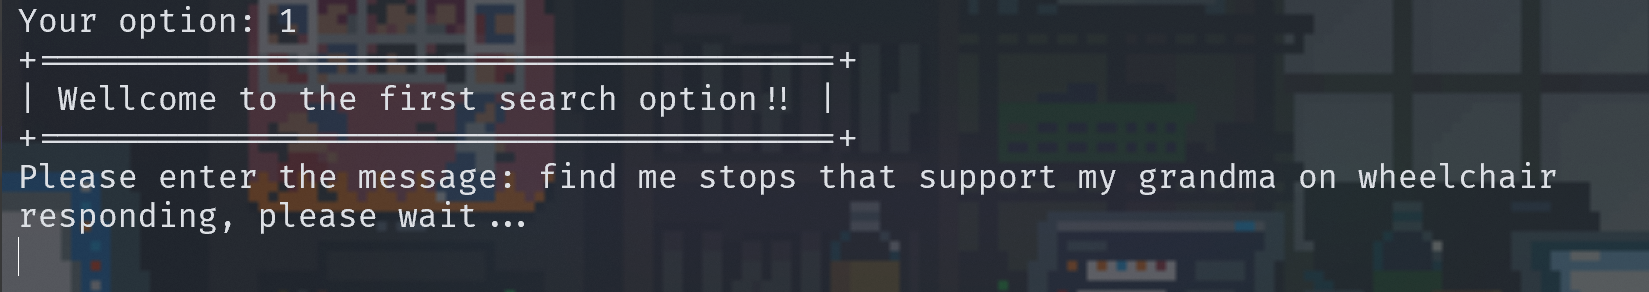 Your option: 1
+=========================================+
| Wellcome to the first search option!! |
+=========================================+
Please enter the message: find me stops that support my grandma on wheelchair
responding, please wait...